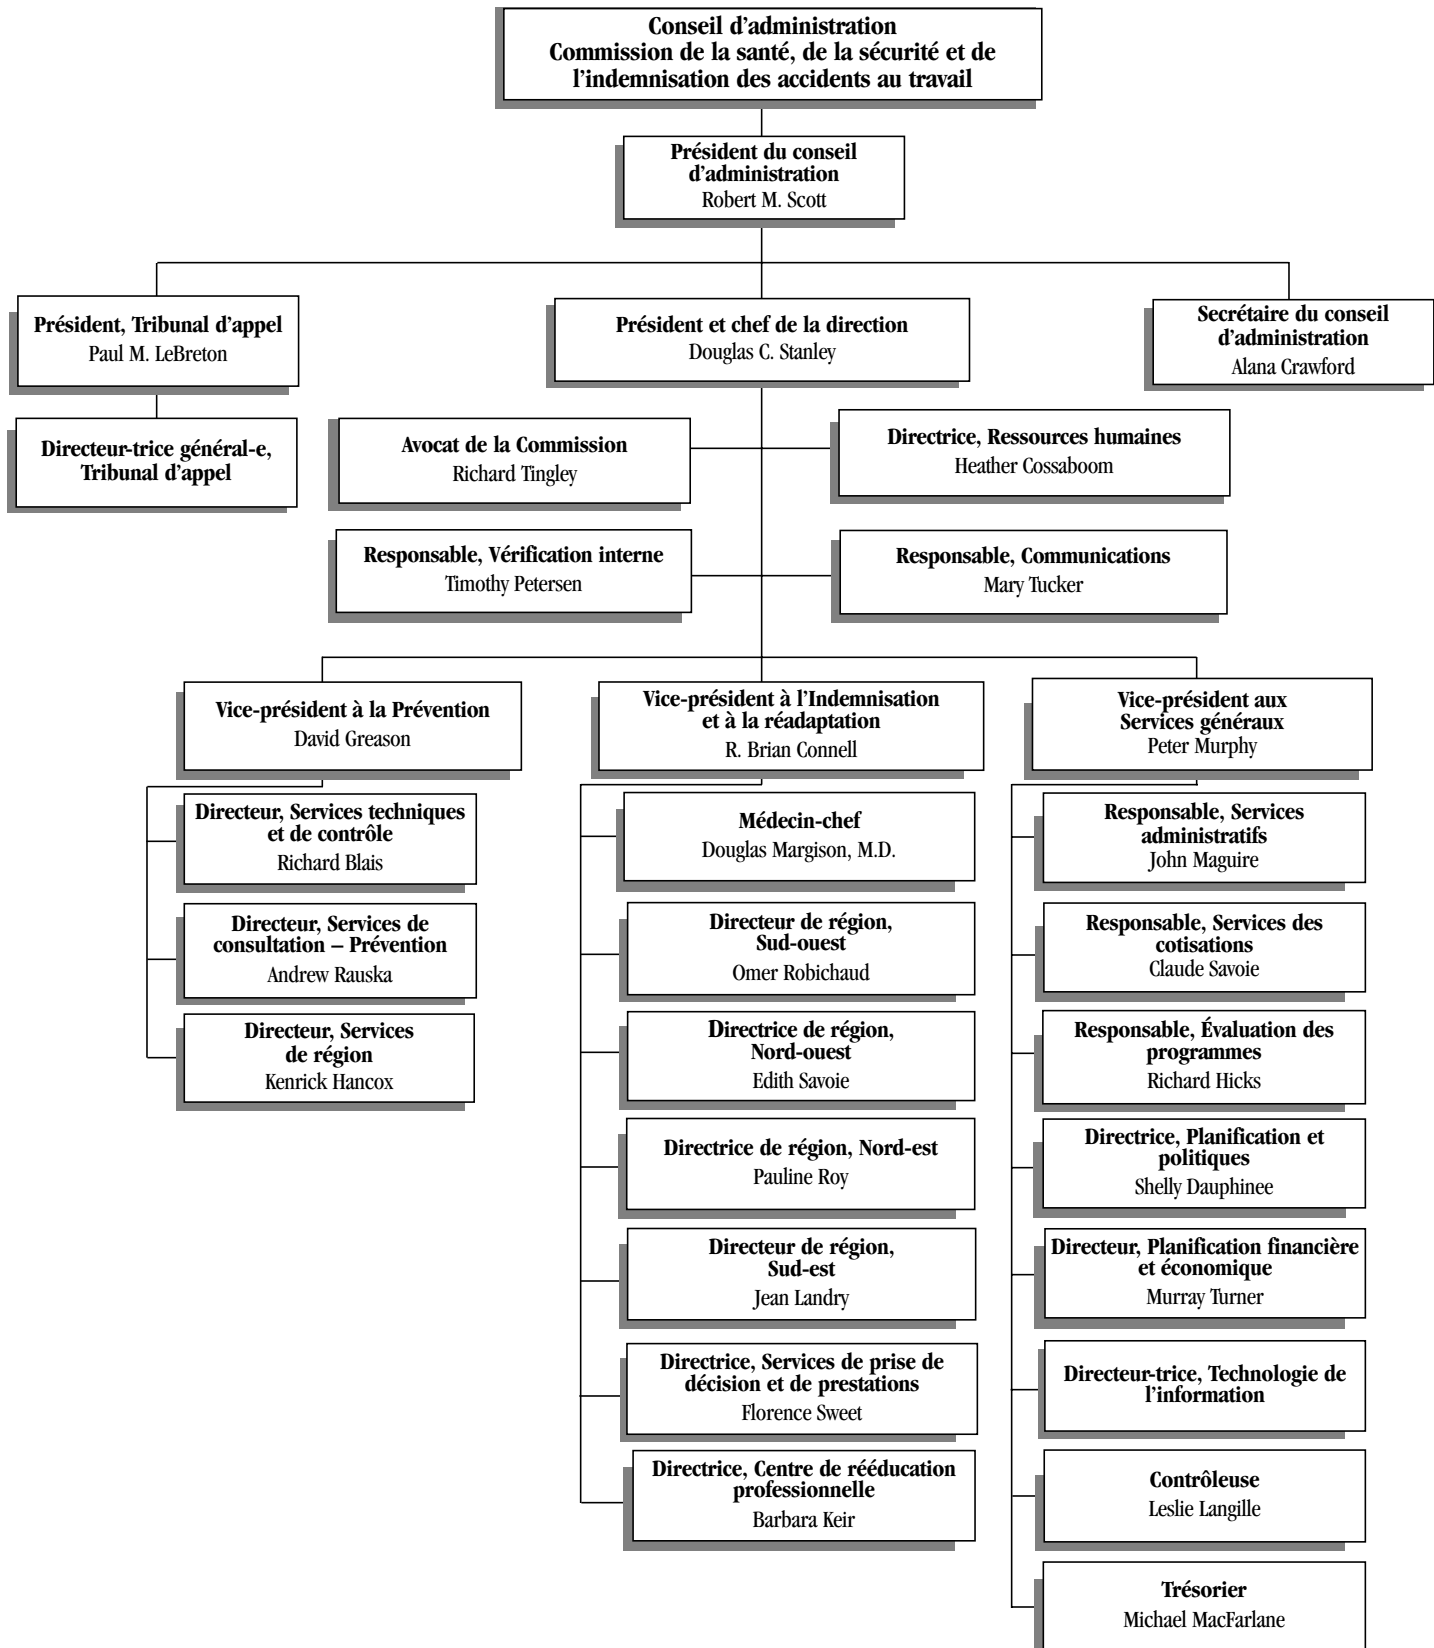 Conseil d'administration
Commission de la santé, de la sécurité et de
l'indemnisation des accidents au travail
Président du conseil
d'administration
Robert M. Scott
Président, Tribunal d'appel
Paul M. LeBreton
Président et chef de la direction
Douglas C. Stanley
Secrétaire du conseil
d'administration
Alana Crawford
Directeur-trice général-e,
Tribunal d'appel
Avocat de la Commission
Richard Tingley
Directrice, Ressources humaines
Heather Cossaboom
Responsable, Vérification interne
Timothy Petersen
Responsable, Communications
Mary Tucker
Vice-président à la Prévention
David Greason
Directeur, Services techniques
et de contrôle
Richard Blais
Directeur, Services de
consultation – Prévention
Andrew Rauska
Directeur, Services
de région
Kenrick Hancox
Vice-président à l'Indemnisation
et à la réadaptation
R. Brian Connell
Médecin-chef
Douglas Margison, M.D.
Directeur de région,
Sud-ouest
Omer Robichaud
Directrice de région,
Nord-ouest
Edith Savoie
Directrice de région, Nord-est
Pauline Roy
Directeur de région,
Sud-est
Jean Landry
Directrice, Services de prise de
décision et de prestations
Florence Sweet
Directrice, Centre de rééducation
professionnelle
Barbara Keir
Vice-président aux
Services généraux
Peter Murphy
Responsable, Services
administratifs
John Maguire
Responsable, Services des
cotisations
Claude Savoie
Responsable, Évaluation des
programmes
Richard Hicks
Directrice, Planification et
politiques
Shelly Dauphinee
Directeur, Planification financière
et économique
Murray Turner
Directeur-trice, Technologie de
l'information
Contrôleuse
Leslie Langille
Trésorier
Michael MacFarlane